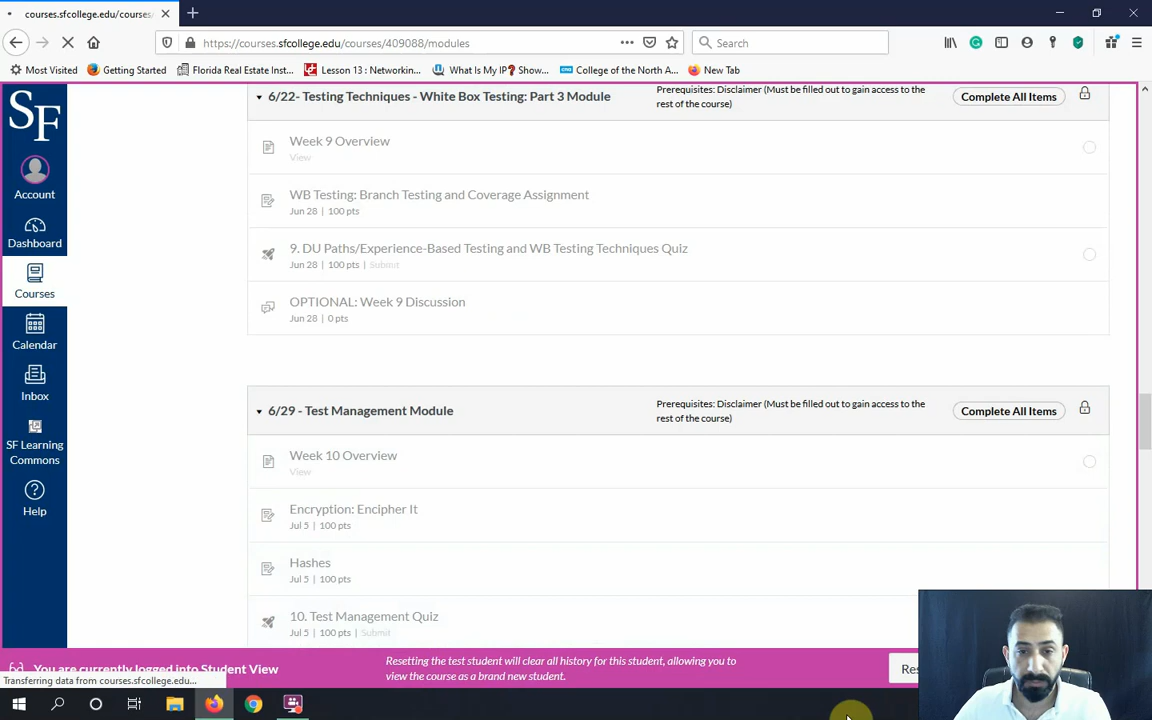 courses.sfcollege.edu/courses/
https://courses.sfcollege.edu/courses/409088/modules
Search
Most Visited
Getting Started
Florida Real Estate Inst...
Lesson 13 : Networkin...
What Is My IP❓ Show...
College of the North A...
New Tab
SF
Account
Dashboard
Courses
Calendar
Inbox
SF Learning
Commons
Help
6/22- Testing Techniques - White Box Testing: Part 3 Module
Prerequisites: Disclaimer (Must be filled out to gain access to the
rest of the course)
Complete All Items
Week 9 Overview
View
WB Testing: Branch Testing and Coverage Assignment
Jun 28 | 100 pts
9. DU Paths/Experience-Based Testing and WB Testing Techniques Quiz
Jun 28 | 100 pts | Submit
OPTIONAL: Week 9 Discussion
Jun 28 | 0 pts
6/29 - Test Management Module
Prerequisites: Disclaimer (Must be filled out to gain access to the
rest of the course)
Complete All Items
Week 10 Overview
View
Encryption: Encipher It
Jul 5 | 100 pts
Hashes
Jul 5 | 100 pts
10. Test Management Quiz
Jul 5 | 100 pts | Submit
You are currently logged into Student View
Resetting the test student will clear all history for this student, allowing you to
view the course as a brand new student.
Transferring data from courses.sfcollege.edu...